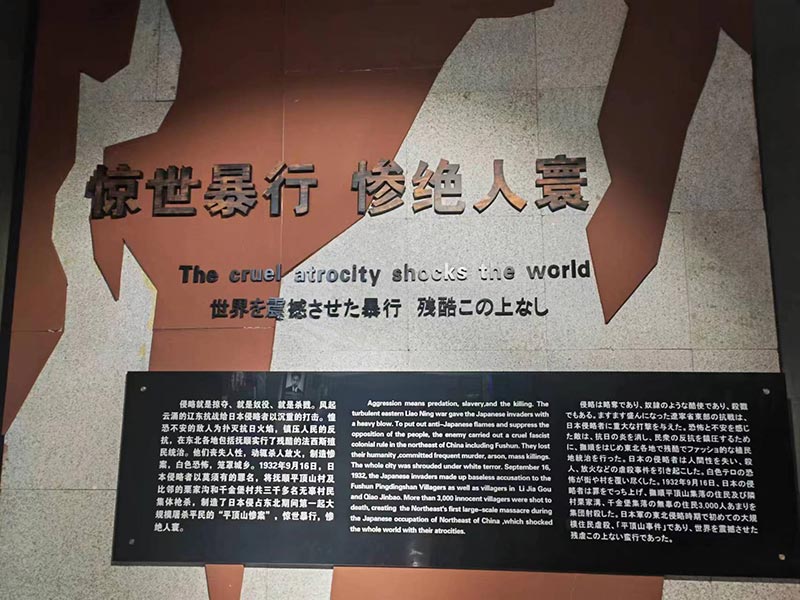 惊世暴行 惨绝人寰
The cruel atrocity shocks the world
世界を震撼させた暴行 残酷この上なし
侵略就是掠夺、就是奴役、就是杀戮。风起
云涌的辽东抗战给了日本侵略者以沉重的打击。惶
恐不安的敌人为扑灭抗日火焰，镇压人民的反
抗，在东北各地包括抚顺实行了残酷的法西斯殖
民统治。他们丧失人性，动辄杀人放火，制造惨
案，白色恐怖，笼罩城乡。1932年9月16日，日
本侵略者以莫须有的罪名，将抚顺平顶山村及
比邻的栗家沟和千金堡村共三千多名无辜村民
集体枪杀，制造了日本侵占东北期间第一起大
规模屠杀平民的“平顶山惨案”，惊世暴行，惨
绝人寰。
Aggression means predation, slavery,and the killing. The
turbulent eastern Liao Ning war gave the Japanese invaders with
a heavy blow. To put out anti-Japanese flames and suppress the
opposition of the people, the enemy carried out a cruel fascist
colonial rule in the northeast of China including Fushun. They lost
their humanity ,committed frequent murder, arson, mass killings.
The whole city was shrouded under white terror. September 16,
1932, the Japanese invaders made up baseless accusation to the
Fushun Pingdingshan Villagers as well as villagers in Li Jia Gou
and Qiao Jinbao. More than 3,000 innocent villagers were shot to
death, creating the Northeast's first large-scale massacre during
the Japanese occupation of Northeast of China ,which shocked
the whole world with their atrocities.
侵略は略奪であり、奴隷のような酷使であり、殺戮
でもある。ますます盛んになった遼寧省東部の抗戦は、
日本侵略者に重大な打撃を与えた。恐怖と不安を感じ
た敵は、抗日の炎を消し、民衆の反抗を鎮圧するため
に、撫順をはじめ東北各地で残酷でファッショ的な植民
地統治を行った。日本の侵略者は人間性を失い、殺
人、放火などの虐殺事件を引き起こした。白色テロの恐
怖が街や村を覆い尽くした。1932年9月16日、日本の侵
略者は罪をでっち上げ、撫順平頂山集落の住民及び隣
村栗家溝、千金堡集落の無辜の住民3,000人あまりを
集団射殺した。日本軍の東北侵略時期で初めての大規
模住民虐殺、「平頂山事件」であり、世界を震撼させた
残虐この上ない蛮行であった。